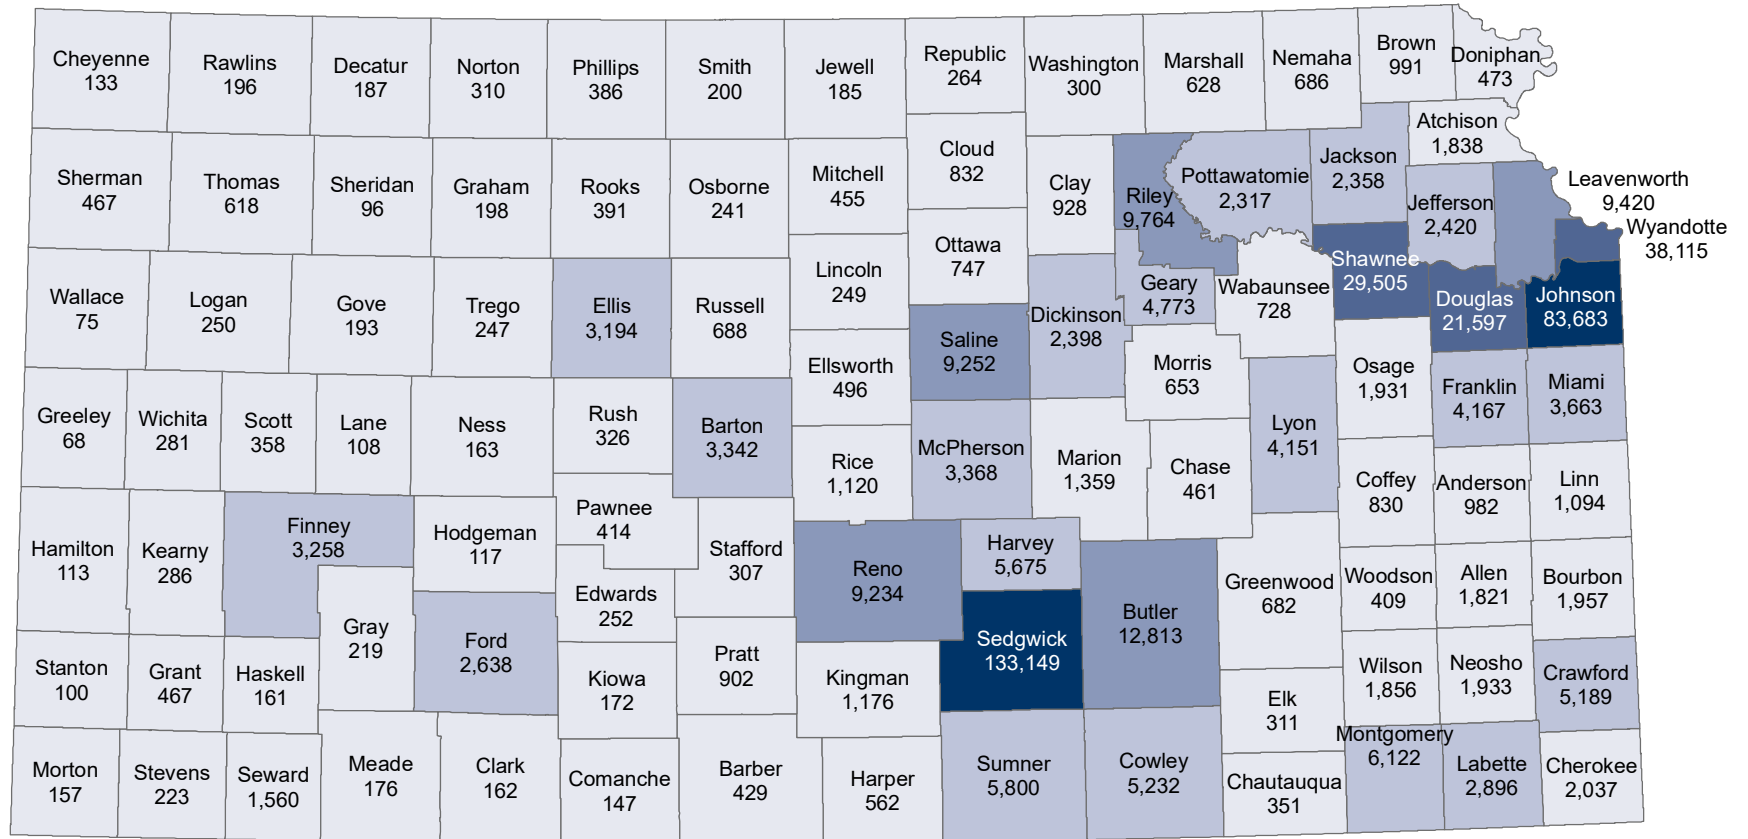 Cheyenne
133
Rawlins
196
Decatur
187
Norton
310
Phillips
386
Smith
200
Jewell
185
Republic
264
Washington
300
Marshall
628
Nemaha
686
Brown
991
Doniphan
473
Sherman
467
Thomas
618
Sheridan
96
Graham
198
Rooks
391
Osborne
241
Mitchell
455
Cloud
832
Clay
928
Riley
9,764
Pottawatomie
2,317
Jackson
2,358
Atchison
1,838
Jefferson
2,420
Leavenworth
9,420
Wyandotte
38,115
Wallace
75
Logan
250
Gove
193
Trego
247
Ellis
3,194
Russell
688
Lincoln
249
Ottawa
747
Saline
9,252
Dickinson
2,398
Geary
4,773
Wabaunsee
728
Shawnee
29,505
Douglas
21,597
Johnson
83,683
Greeley
68
Wichita
281
Scott
358
Lane
108
Ness
163
Rush
326
Barton
3,342
Ellsworth
496
Rice
1,120
McPherson
3,368
Marion
1,359
Morris
653
Chase
461
Lyon
4,151
Osage
1,931
Franklin
4,167
Miami
3,663
Coffey
830
Anderson
982
Linn
1,094
Hamilton
113
Kearny
286
Finney
3,258
Hodgeman
117
Pawnee
414
Stafford
307
Edwards
252
Reno
9,234
Harvey
5,675
Sedgwick
133,149
Butler
12,813
Greenwood
682
Woodson
409
Allen
1,821
Bourbon
1,957
Stanton
100
Grant
467
Haskell
161
Gray
219
Ford
2,638
Kiowa
172
Pratt
902
Kingman
1,176
Elk
311
Wilson
1,856
Neosho
1,933
Crawford
5,189
Morton
157
Stevens
223
Seward
1,560
Meade
176
Clark
162
Comanche
147
Barber
429
Harper
562
Sumner
5,800
Cowley
5,232
Chautauqua
351
Montgomery
6,122
Labette
2,896
Cherokee
2,037